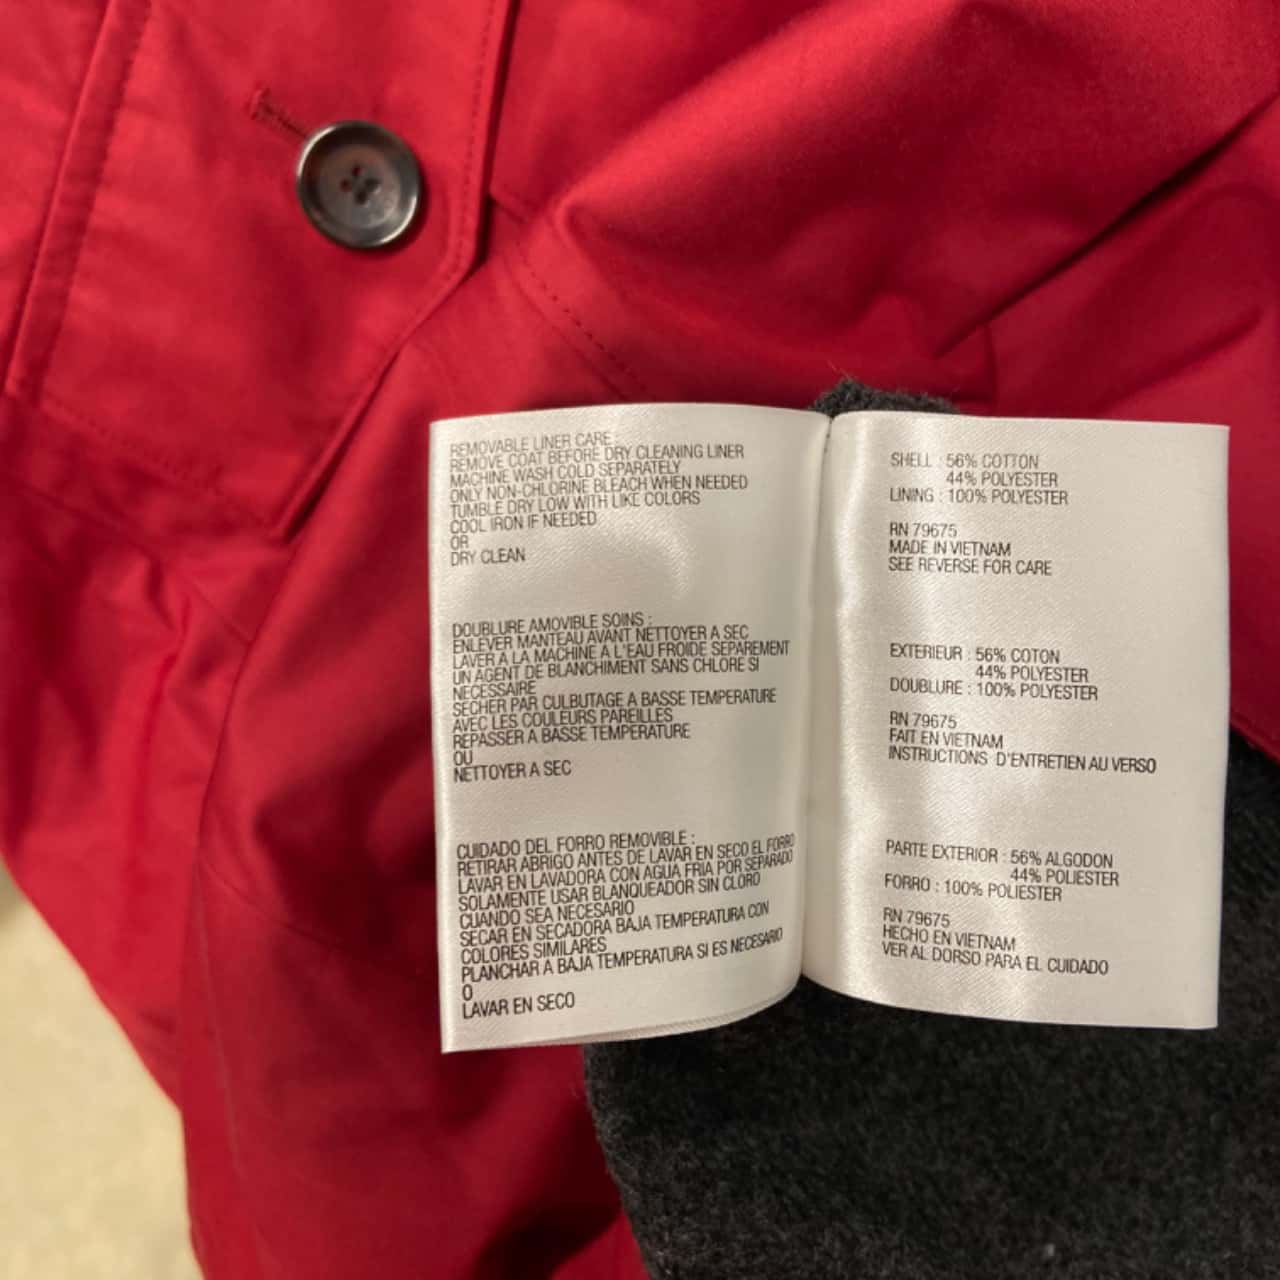 REMOVABLE LINER CARE :
REMOVE COAT BEFORE DRY CLEANING LINER
MACHINE WASH COLD SEPARATELY
ONLY NON-CHLORINE BLEACH WHEN NEEDED
TUMBLE DRY LOW WITH LIKE COLORS
COOL IRON IF NEEDED
OR
DRY CLEAN
DOUBLURE AMOVIBLE SOINS :
ENLEVER MANTEAU AVANT NETTOYER A SEC
LAVER A LA MACHINE A L'EAU FROIDE SEPAREMENT
UN AGENT DE BLANCHIMENT SANS CHLORE SI
NECESSAIRE
SECHER PAR CULBUTAGE A BASSE TEMPERATURE
AVEC LES COULEURS PAREILLES
REPASSER A BASSE TEMPERATURE
OU
NETTOYER A SEC
CUIDADO DEL FORRO REMOVIBLE :
RETIRAR ABRIGO ANTES DE LAVAR EN SECO EL FORRO
LAVAR EN LAVADORA CON AGUA FRIA POR SEPARADO
SOLAMENTE USAR BLANQUEADOR SIN CLORO
CUANDO SEA NECESARIO
SECAR EN SECADORA BAJA TEMPERATURA CON
COLORES SIMILARES
PLANCHAR A BAJA TEMPERATURA SI ES NECESARIO
O
LAVAR EN SECO
SHELL : 56% COTTON
44% POLYESTER
LINING : 100% POLYESTER
RN 79675
MADE IN VIETNAM
SEE REVERSE FOR CARE
EXTERIEUR : 56% COTON
44% POLYESTER
DOUBLURE : 100% POLYESTER
RN 79675
FAIT EN VIETNAM
INSTRUCTIONS D'ENTRETIEN AU VERSO
PARTE EXTERIOR : 56% ALGODON
44% POLIESTER
FORRO : 100% POLIESTER
RN 79675
HECHO EN VIETNAM
VER AL DORSO PARA EL CUIDADO